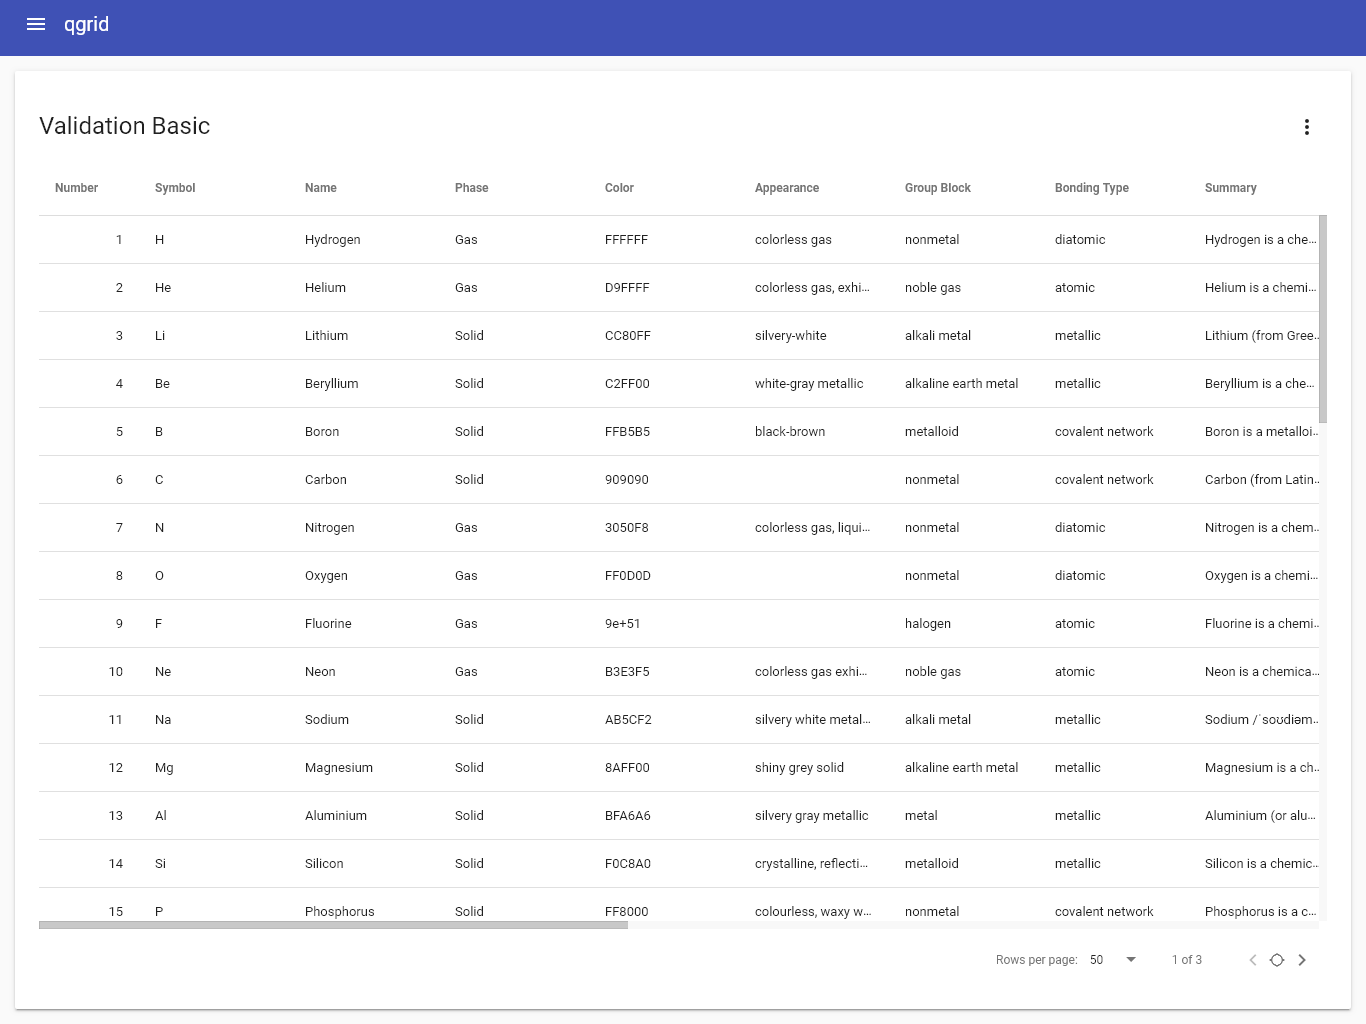 qgrid
Validation Basic
Number Symbol Name Phase Color Appearance Group Block Bonding Type Summary
1 H Hydrogen Gas FFFFFF colorless gas nonmetal diatomic Hydrogen is a che...
2 He Helium Gas D9FFFF colorless gas, exhi... noble gas atomic Helium is a chemi...
3 Li Lithium Solid CC80FF silvery-white alkali metal metallic Lithium (from Gree...
4 Be Beryllium Solid C2FF00 white-gray metallic alkaline earth metal metallic Beryllium is a che...
5 B Boron Solid FFB5B5 black-brown metalloid covalent network Boron is a metalloi...
6 C Carbon Solid 909090 nonmetal covalent network Carbon (from Latin...
7 N Nitrogen Gas 3050F8 colorless gas, liqui... nonmetal diatomic Nitrogen is a chem...
8 O Oxygen Gas FF0D0D nonmetal diatomic Oxygen is a chemi...
9 F Fluorine Gas 9e+51 halogen atomic Fluorine is a chemi...
10 Ne Neon Gas B3E3F5 colorless gas exhi... noble gas atomic Neon is a chemica...
11 Na Sodium Solid AB5CF2 silvery white metal... alkali metal metallic Sodium /ˈsoʊdiəm...
12 Mg Magnesium Solid 8AFF00 shiny grey solid alkaline earth metal metallic Magnesium is a ch...
13 Al Aluminium Solid BFA6A6 silvery gray metallic metal metallic Aluminium (or alu...
14 Si Silicon Solid F0C8A0 crystalline, reflecti... metalloid metallic Silicon is a chemic...
15 P Phosphorus Solid FF8000 colourless, waxy w... nonmetal covalent network Phosphorus is a c...
Rows per page: 50 1 of 3